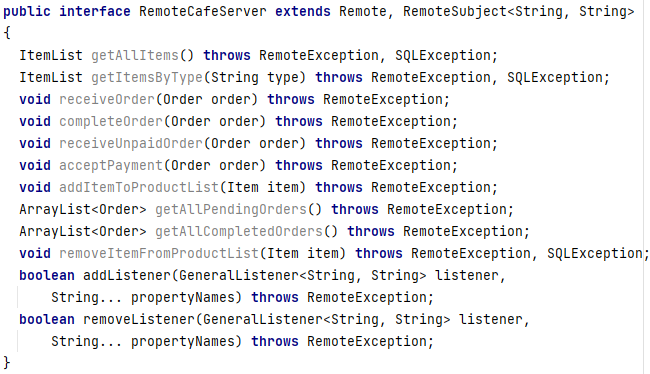 public interface RemoteCafeServer extends Remote, RemoteSubject<String, String>
{
  ItemList getAllItems() throws RemoteException, SQLException;
  ItemList getItemsByType(String type) throws RemoteException, SQLException;
  void receiveOrder(Order order) throws RemoteException;
  void completeOrder(Order order) throws RemoteException;
  void receiveUnpaidOrder(Order order) throws RemoteException;
  void acceptPayment(Order order) throws RemoteException;
  void addItemToProductList(Item item) throws RemoteException;
  ArrayList<Order> getAllPendingOrders() throws RemoteException;
  ArrayList<Order> getAllCompletedOrders() throws RemoteException;
  void removeItemFromProductList(Item item) throws RemoteException, SQLException;
  boolean addListener(GeneralListener<String, String> listener,
      String... propertyNames) throws RemoteException;
  boolean removeListener(GeneralListener<String, String> listener,
      String... propertyNames) throws RemoteException;
}